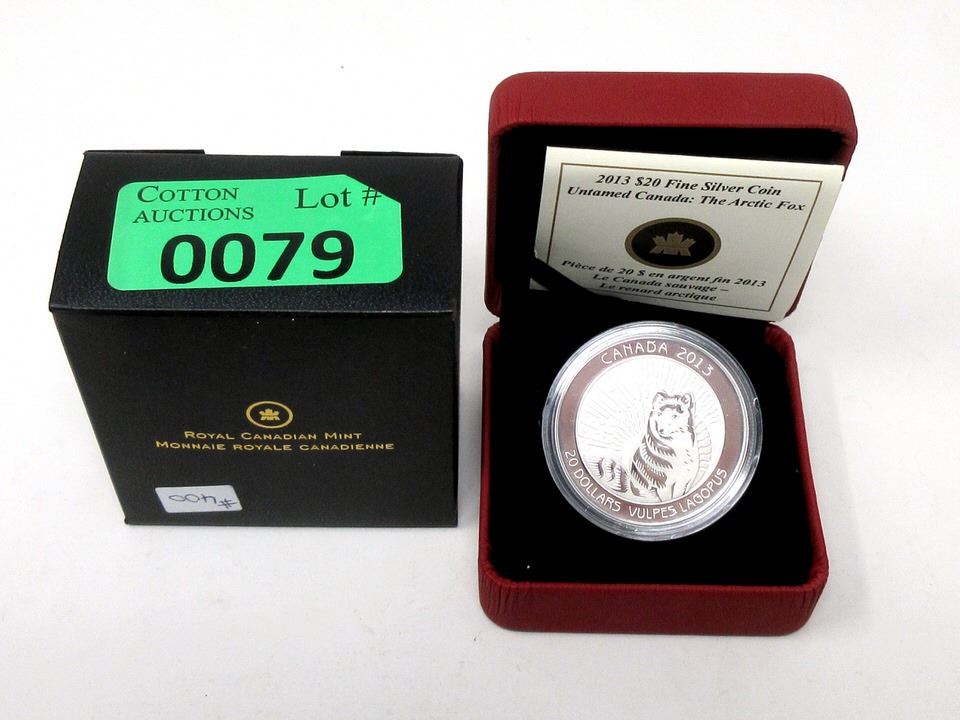 COTTON
AUCTIONS
Lot #
0079
ROYAL CANADIAN MINT
MONNAIE ROYALE CANADIENNE
#400
2013 $20 Fine Silver Coin
Untamed Canada: The Arctic Fox
Pièce de 20 $ en argent fin 2013
Le Canada sauvage –
Le renard arctique
CANADA 2013
20 DOLLARS VULPES LAGOPUS